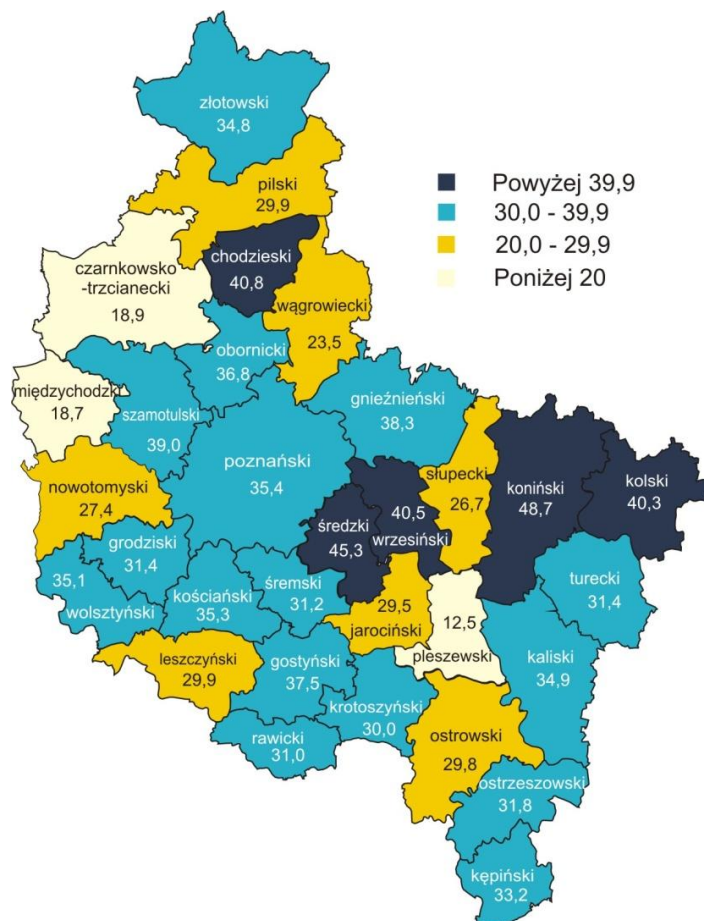 złotowski
34,8
pilski
29,9
Powyżej 39,9
30,0 - 39,9
20,0 - 29,9
Poniżej 20
czarnkowsko
-trzcianecki
18,9
chodzieski
40,8
wągrowiecki
23,5
obornicki
36,8
międzychodzki
18,7
szamotulski
39,0
gnieźnieński
38,3
poznański
35,4
nowotomyski
27,4
słupecki
26,7
koniński
48,7
kolski
40,3
średzki
45,3
40,5
wrzesiński
grodziski
31,4
35,1
wolsztyński
kościański
35,3
śremski
31,2
29,5
jarociński
12,5
pleszewski
turecki
31,4
leszczyński
29,9
gostyński
37,5
kaliski
34,9
krotoszyński
30,0
rawicki
31,0
ostrowski
29,8
ostrzeszowski
31,8
kępiński
33,2